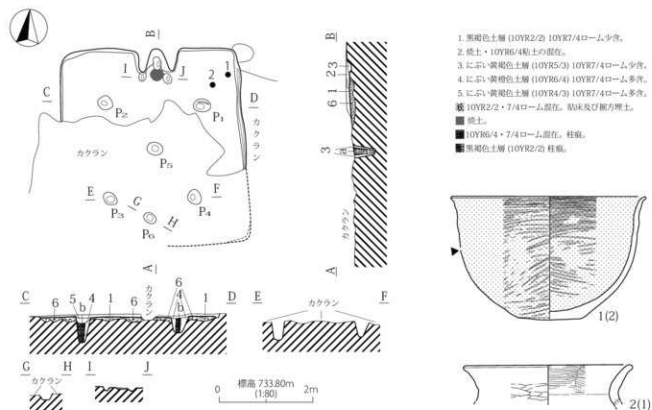 B
1. 黒褐色土層 (10YR2/2) 10YR7/4ローム少含。
2. 焼土・10YR6/4粘土の混在。
3. にぶい黄褐色土層 (10YR5/3) 10YR7/4ローム少含。
4. にぶい黄橙色土層 (10YR6/4) 10YR7/4ローム多含。
5. にぶい黄褐色土層 (10YR4/3) 10YR7/4ローム多含。
10YR2/2・7/4ローム混在。貼床及び掘方埋土。
焼土。
10YR6/4・7/4ローム混在。柱痕。
黒褐色土層 (10YR2/2) 柱痕。
I
J
1
2
C
D
P2
P1
カクラン
P5
E
F
P3
G
H
P4
P6
A
B
2
3
1
6
3
カクラン
A
C
6
5
b
4
1
6
カクラン
6
4
b
1
D
E
カクラン
F
G
カクラン
H
I
J
標高 733.80m
0
(1:80)
2m
1(2)
2(1)